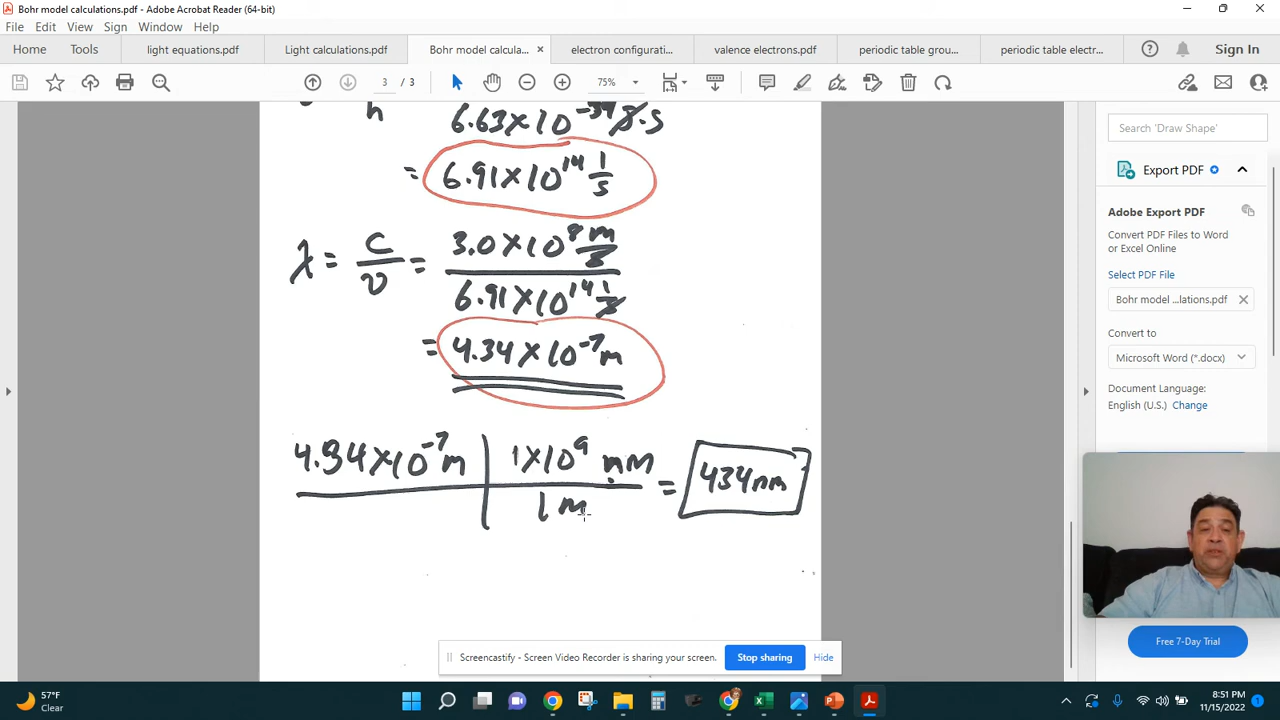 Bohr model calculations.pdf - Adobe Acrobat Reader (64-bit)
File Edit View Sign Window Help
Home Tools light equations.pdf Light calculations.pdf Bohr model calcula... × electron configurati... valence electrons.pdf periodic table grou... periodic table electr... Sign In
3 / 3 75%
h 6.63×10⁻³⁴ J·s
= 6.91×10¹⁴ 1/s
λ = c/ν = 3.0×10⁸ m/s
6.91×10¹⁴ 1/s
= 4.34×10⁻⁷ m
4.34×10⁻⁷ m | 1×10⁹ nm = 434 nm
1 m
Search 'Draw Shape'
Export PDF
Adobe Export PDF
Convert PDF Files to Word
or Excel Online
Select PDF File
Bohr model ...lations.pdf ×
Convert to
Microsoft Word (*.docx)
Document Language:
English (U.S.) Change
Free 7-Day Trial
Screencastify - Screen Video Recorder is sharing your screen. Stop sharing Hide
57°F
Clear
8:51 PM
11/15/2022